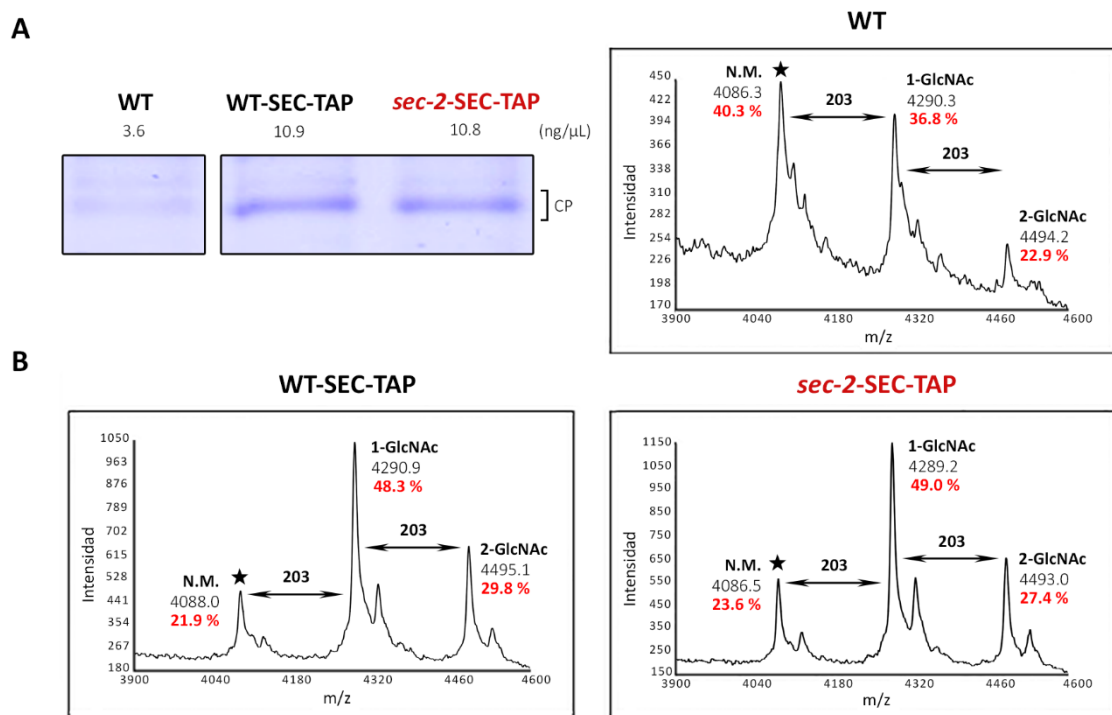 A
WT WT-SEC-TAP sec-2-SEC-TAP
3.6 10.9 10.8 (ng/µL)
CP
WT
Intensidad
450
422
394
366
338
310
282
254
226
198
170
N.M. ★
4086.3
40.3 %
203
1-GlcNAc
4290.3
36.8 %
203
2-GlcNAc
4494.2
22.9 %
3900 4040 4180 4320 4460 4600
m/z
B
WT-SEC-TAP
Intensidad
1050
963
876
789
702
615
528
441
354
267
180
N.M. ★
4088.0
21.9 %
203
1-GlcNAc
4290.9
48.3 %
203
2-GlcNAc
4495.1
29.8 %
3900 4040 4180 4320 4460 4600
m/z
sec-2-SEC-TAP
Intensidad
1150
1050
950
850
750
650
550
450
350
250
150
N.M. ★
4086.5
23.6 %
203
1-GlcNAc
4289.2
49.0 %
203
2-GlcNAc
4493.0
27.4 %
3900 4040 4180 4320 4460 4600
m/z